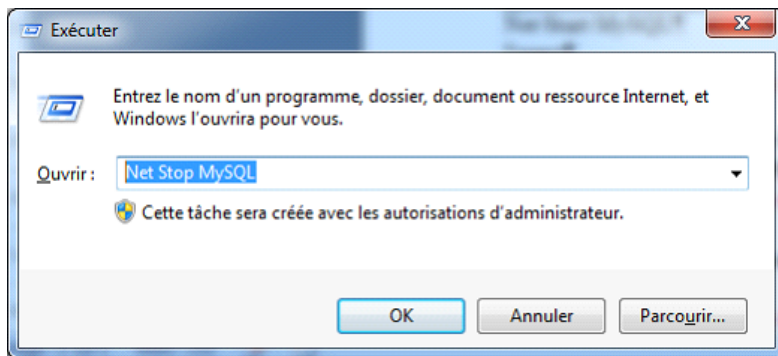 Exécuter
Entrez le nom d'un programme, dossier, document ou ressource Internet, et
Windows l'ouvrira pour vous.
Ouvrir : Net Stop MySQL
Cette tâche sera créée avec les autorisations d'administrateur.
OK Annuler Parcourir...